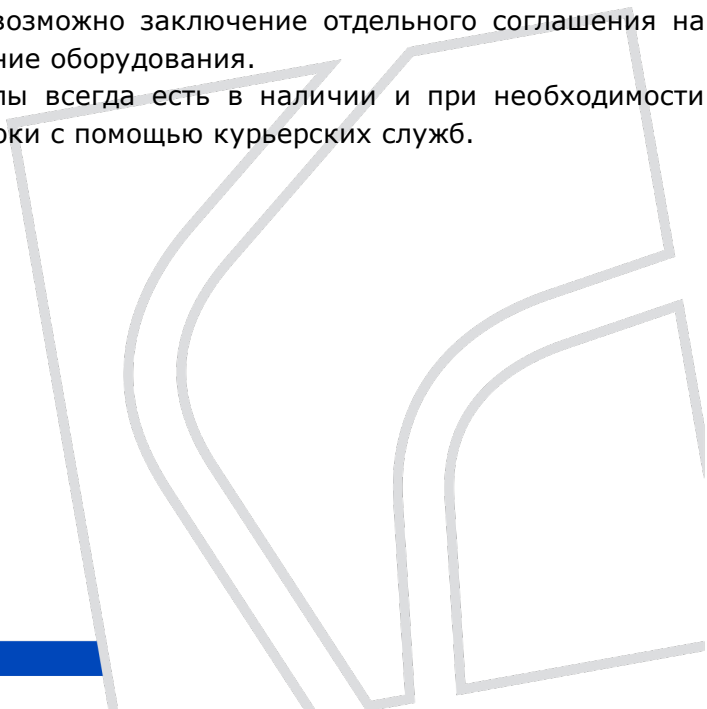 возможно заключение отдельного соглашения на
ние оборудования.
лы всегда есть в наличии и при необходимости
оки с помощью курьерских служб.